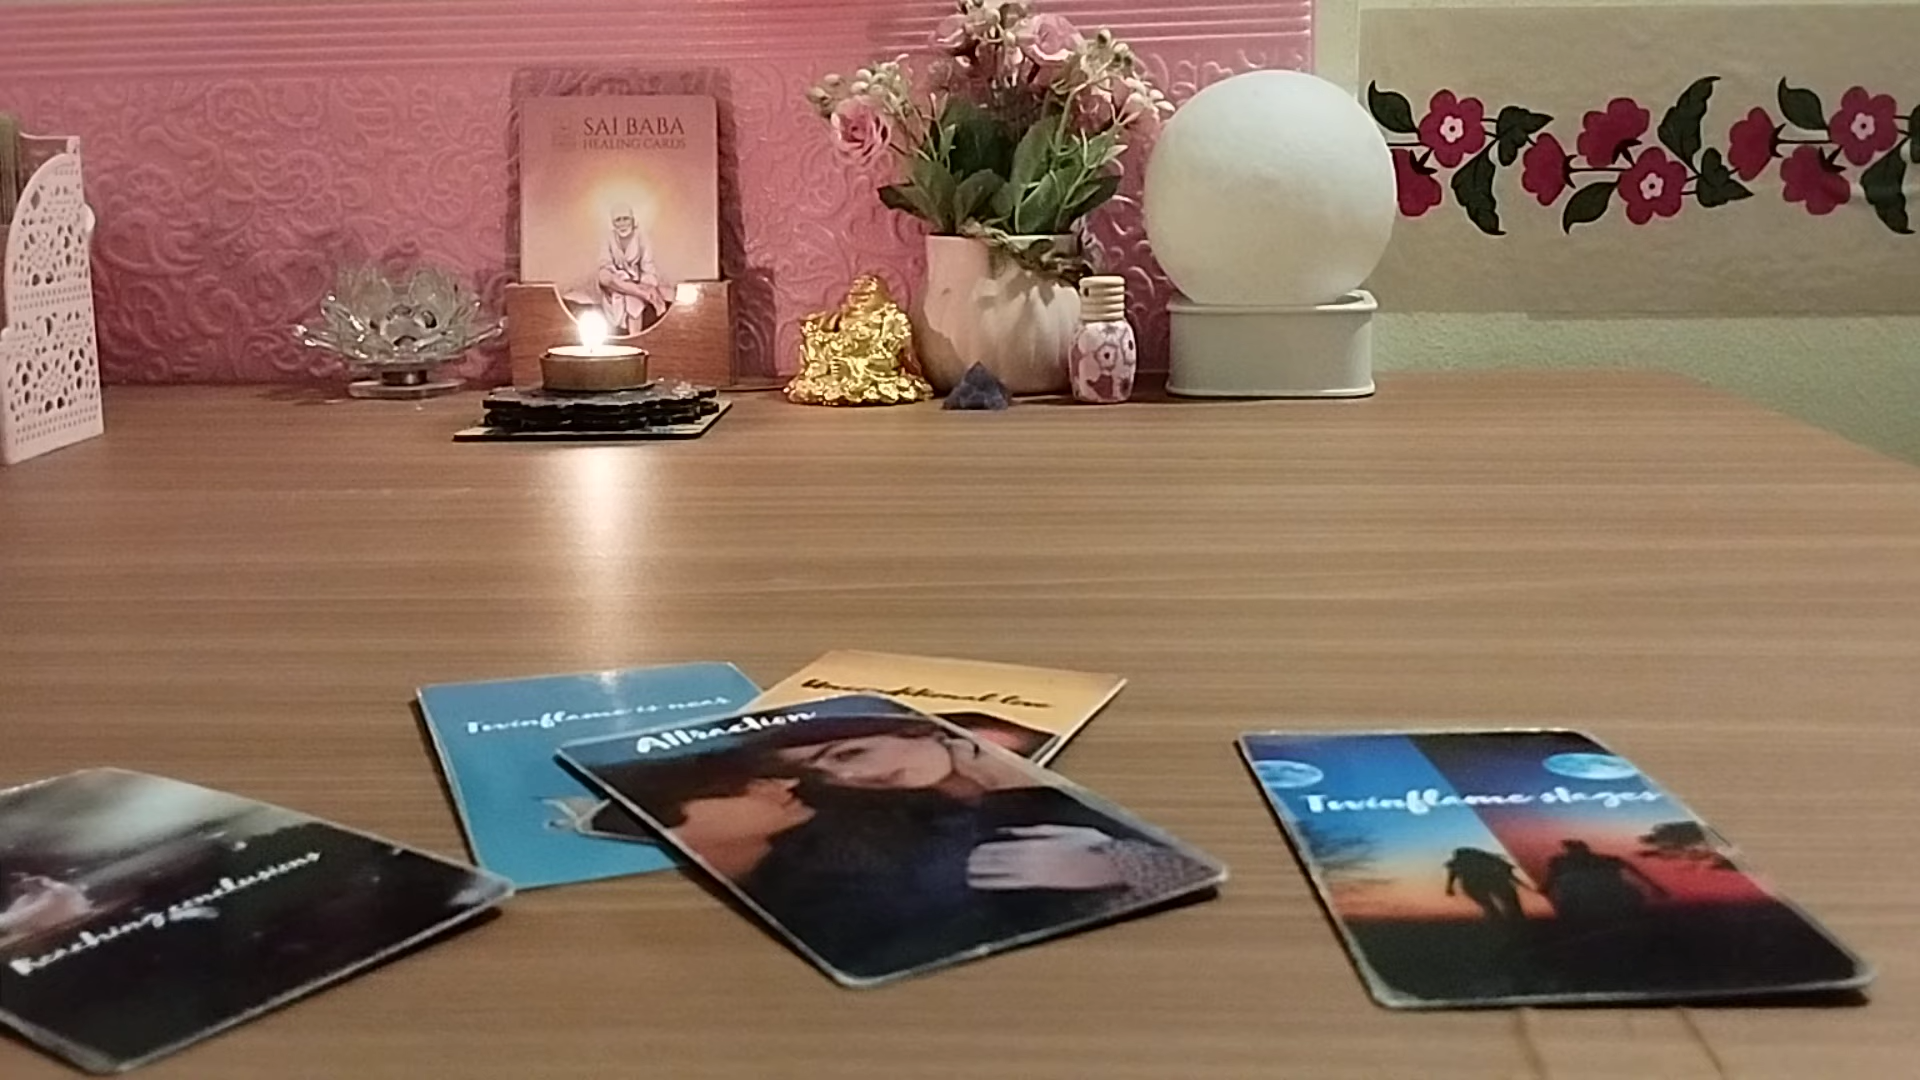 SAI BABA
HEALING CARDS
Twinflame is near
Unconditional love
Attraction
Twinflame stages
Reaching conclusions